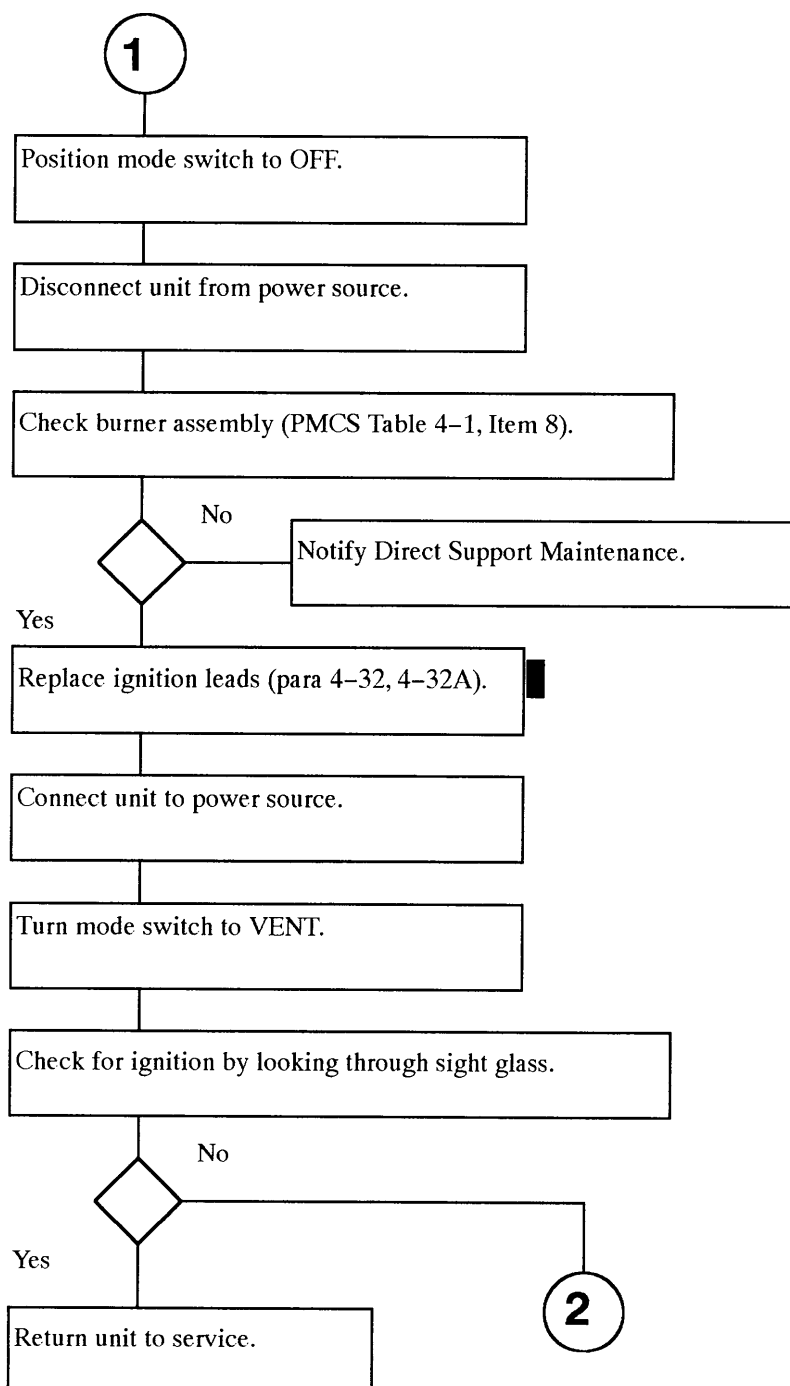 1
Position mode switch to OFF.
Disconnect unit from power source.
Check burner assembly (PMCS Table 4–1, Item 8).
No
Notify Direct Support Maintenance.
Yes
Replace ignition leads (para 4–32, 4–32A).
Connect unit to power source.
Turn mode switch to VENT.
Check for ignition by looking through sight glass.
No
Yes
2
Return unit to service.